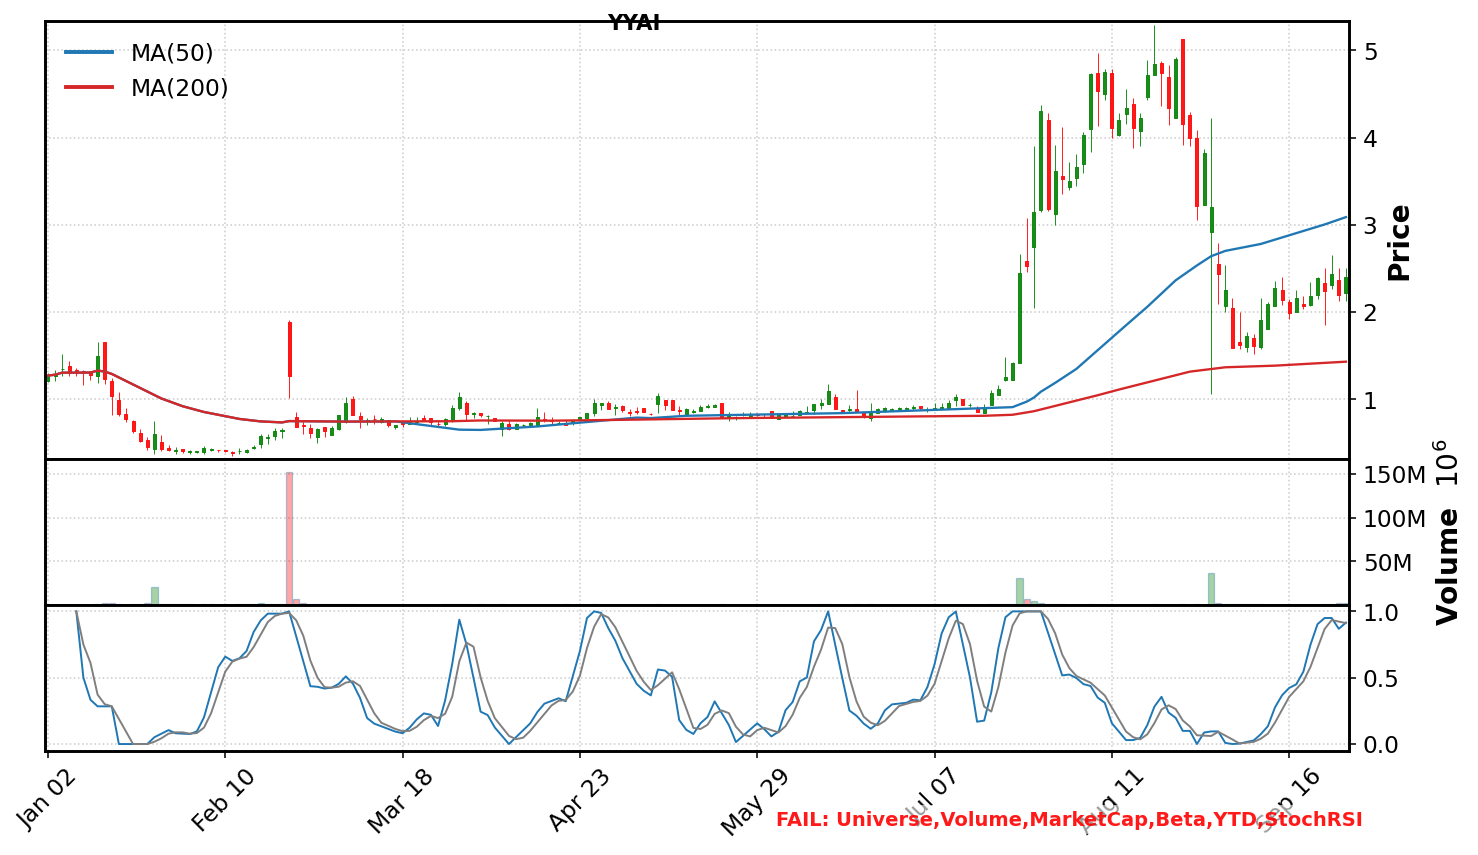 YYAI
MA(50)
MA(200)
5
4
3
2
1
Price
150M
100M
50M
Volume 10^6
1.0
0.5
0.0
Jan 02
Feb 10
Mar 18
Apr 23
May 29
Jul 07
Aug 11
Sep 16
FAIL: Universe,Volume,MarketCap,Beta,YTD,StochRSI